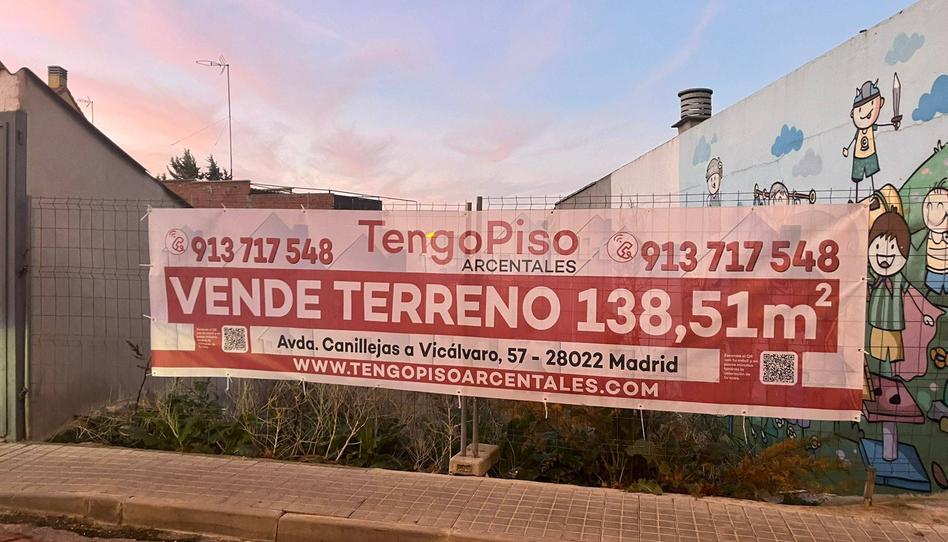 913 717 548
TengoPiso
ARCENTALES
913 717 548
VENDE TERRENO 138,51m²
Avda. Canillejas a Vicálvaro, 57 - 28022 Madrid
WWW.TENGOPISOARCENTALES.COM